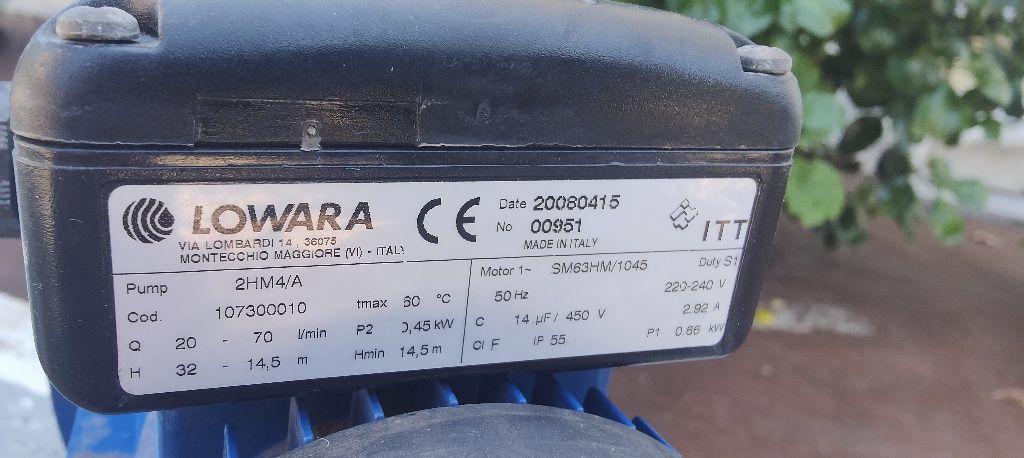 LOWARA
VIA LOMBARDI 14 , 36075
MONTECCHIO MAGGIORE (VI) - ITALY
CE
Date 20080415
No 00951
MADE IN ITALY
ITT
Pump 2HM4/A
Cod. 107300010 tmax 60 °C
Q 20 - 70 l/min P2 0,45 kW
H 32 - 14,5 m Hmin 14,5 m
Motor 1~ SM63HM/1045 Duty S1
50 Hz 220-240 V
C 14 µF / 450 V 2.92 A
Cl F IP 55 P1 0.66 kW